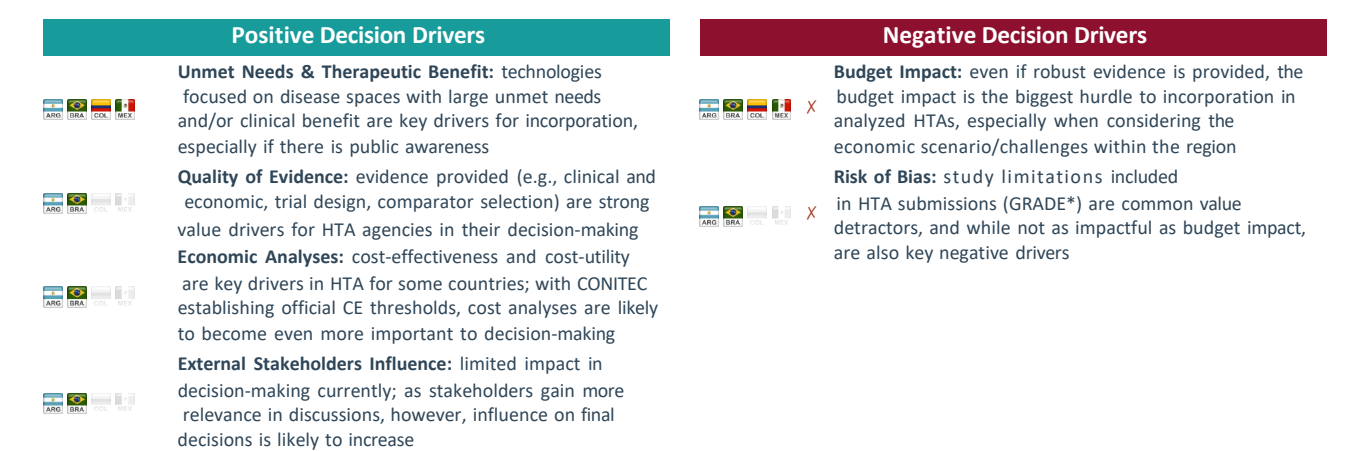 Positive Decision Drivers
Unmet Needs & Therapeutic Benefit: technologies
focused on disease spaces with large unmet needs
and/or clinical benefit are key drivers for incorporation,
especially if there is public awareness
ARG BRA COL MEX
Quality of Evidence: evidence provided (e.g., clinical and
economic, trial design, comparator selection) are strong
value drivers for HTA agencies in their decision-making
ARG BRA COL MEX
Economic Analyses: cost-effectiveness and cost-utility
are key drivers in HTA for some countries; with CONITEC
establishing official CE thresholds, cost analyses are likely
to become even more important to decision-making
ARG BRA COL MEX
External Stakeholders Influence: limited impact in
decision-making currently; as stakeholders gain more
relevance in discussions, however, influence on final
decisions is likely to increase
ARG BRA COL MEX
Negative Decision Drivers
Budget Impact: even if robust evidence is provided, the
budget impact is the biggest hurdle to incorporation in
analyzed HTAs, especially when considering the
economic scenario/challenges within the region
ARG BRA COL MEX X
Risk of Bias: study limitations included
in HTA submissions (GRADE*) are common value
detractors, and while not as impactful as budget impact,
are also key negative drivers
ARG BRA COL MEX X